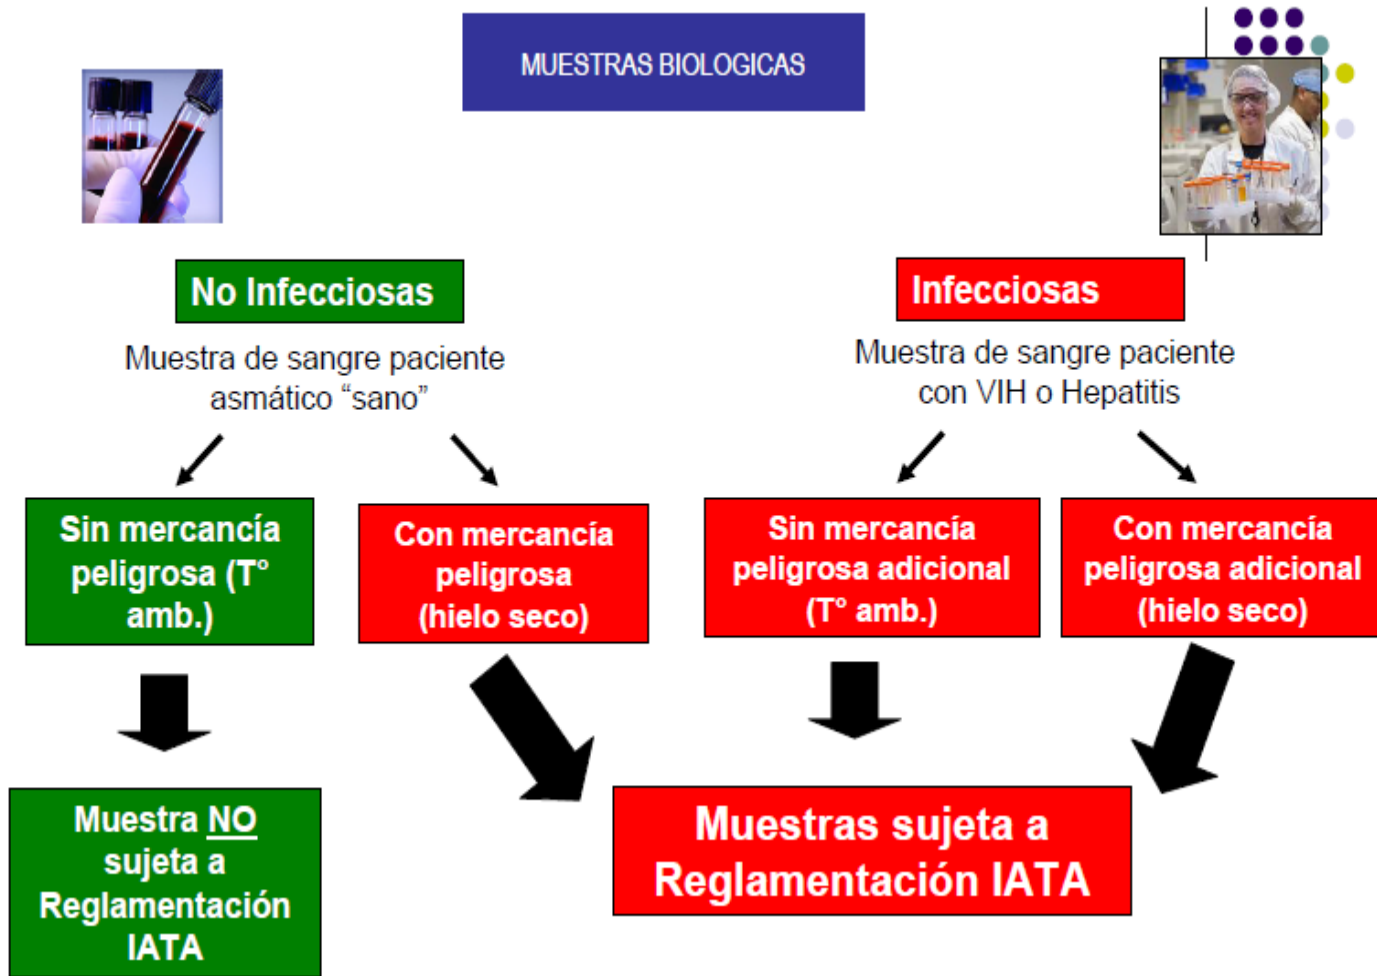 MUESTRAS BIOLOGICAS
No Infecciosas
Muestra de sangre paciente
asmático “sano”
Infecciosas
Muestra de sangre paciente
con VIH o Hepatitis
Sin mercancía
peligrosa (T°
amb.)
Con mercancía
peligrosa
(hielo seco)
Sin mercancía
peligrosa adicional
(T° amb.)
Con mercancía
peligrosa adicional
(hielo seco)
Muestra NO
sujeta a
Reglamentación
IATA
Muestras sujeta a
Reglamentación IATA